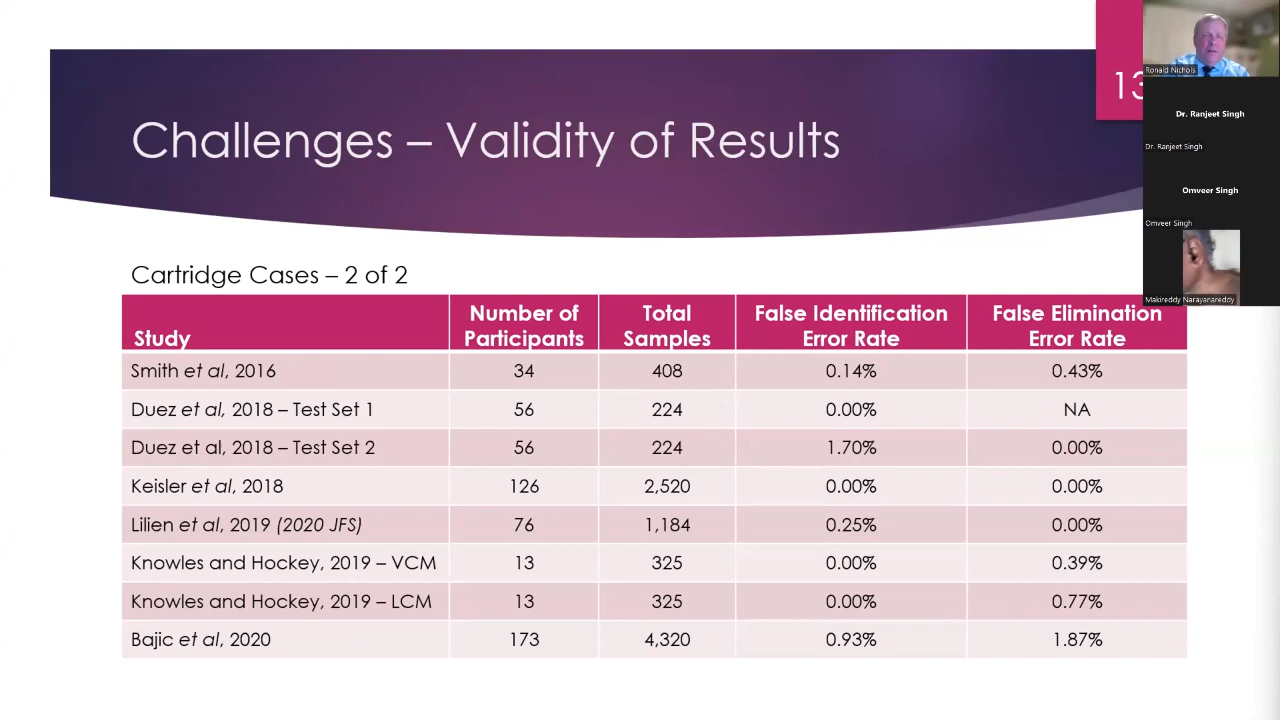 Challenges – Validity of Results
13
Ronald Nichols
Dr. Ranjeet Singh
Dr. Ranjeet Singh
Omveer Singh
Omveer Singh
Makireddy Narayanareddy
Cartridge Cases – 2 of 2
Study | Number of Participants | Total Samples | False Identification Error Rate | False Elimination Error Rate
Smith et al, 2016 | 34 | 408 | 0.14% | 0.43%
Duez et al, 2018 – Test Set 1 | 56 | 224 | 0.00% | NA
Duez et al, 2018 – Test Set 2 | 56 | 224 | 1.70% | 0.00%
Keisler et al, 2018 | 126 | 2,520 | 0.00% | 0.00%
Lilien et al, 2019 (2020 JFS) | 76 | 1,184 | 0.25% | 0.00%
Knowles and Hockey, 2019 – VCM | 13 | 325 | 0.00% | 0.39%
Knowles and Hockey, 2019 – LCM | 13 | 325 | 0.00% | 0.77%
Bajic et al, 2020 | 173 | 4,320 | 0.93% | 1.87%